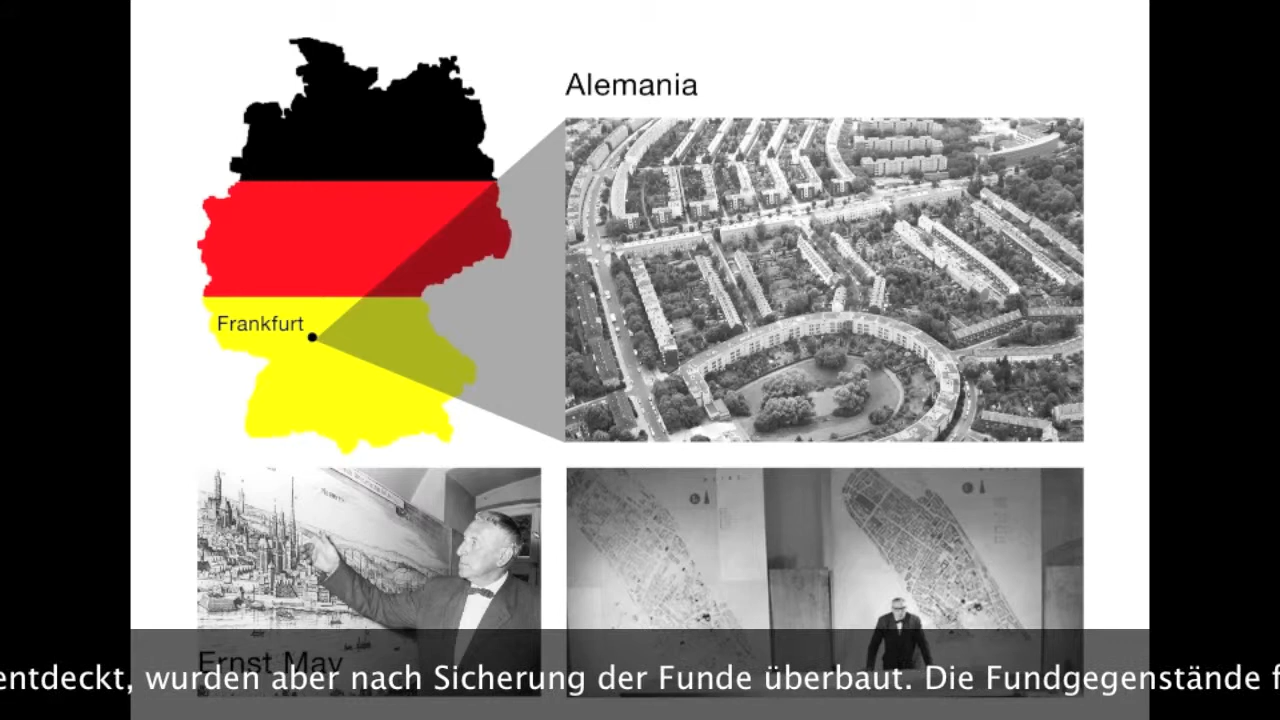 Alemania
Frankfurt
Ernst May
entdeckt, wurden aber nach Sicherung der Funde überbaut. Die Fundgegenstände f